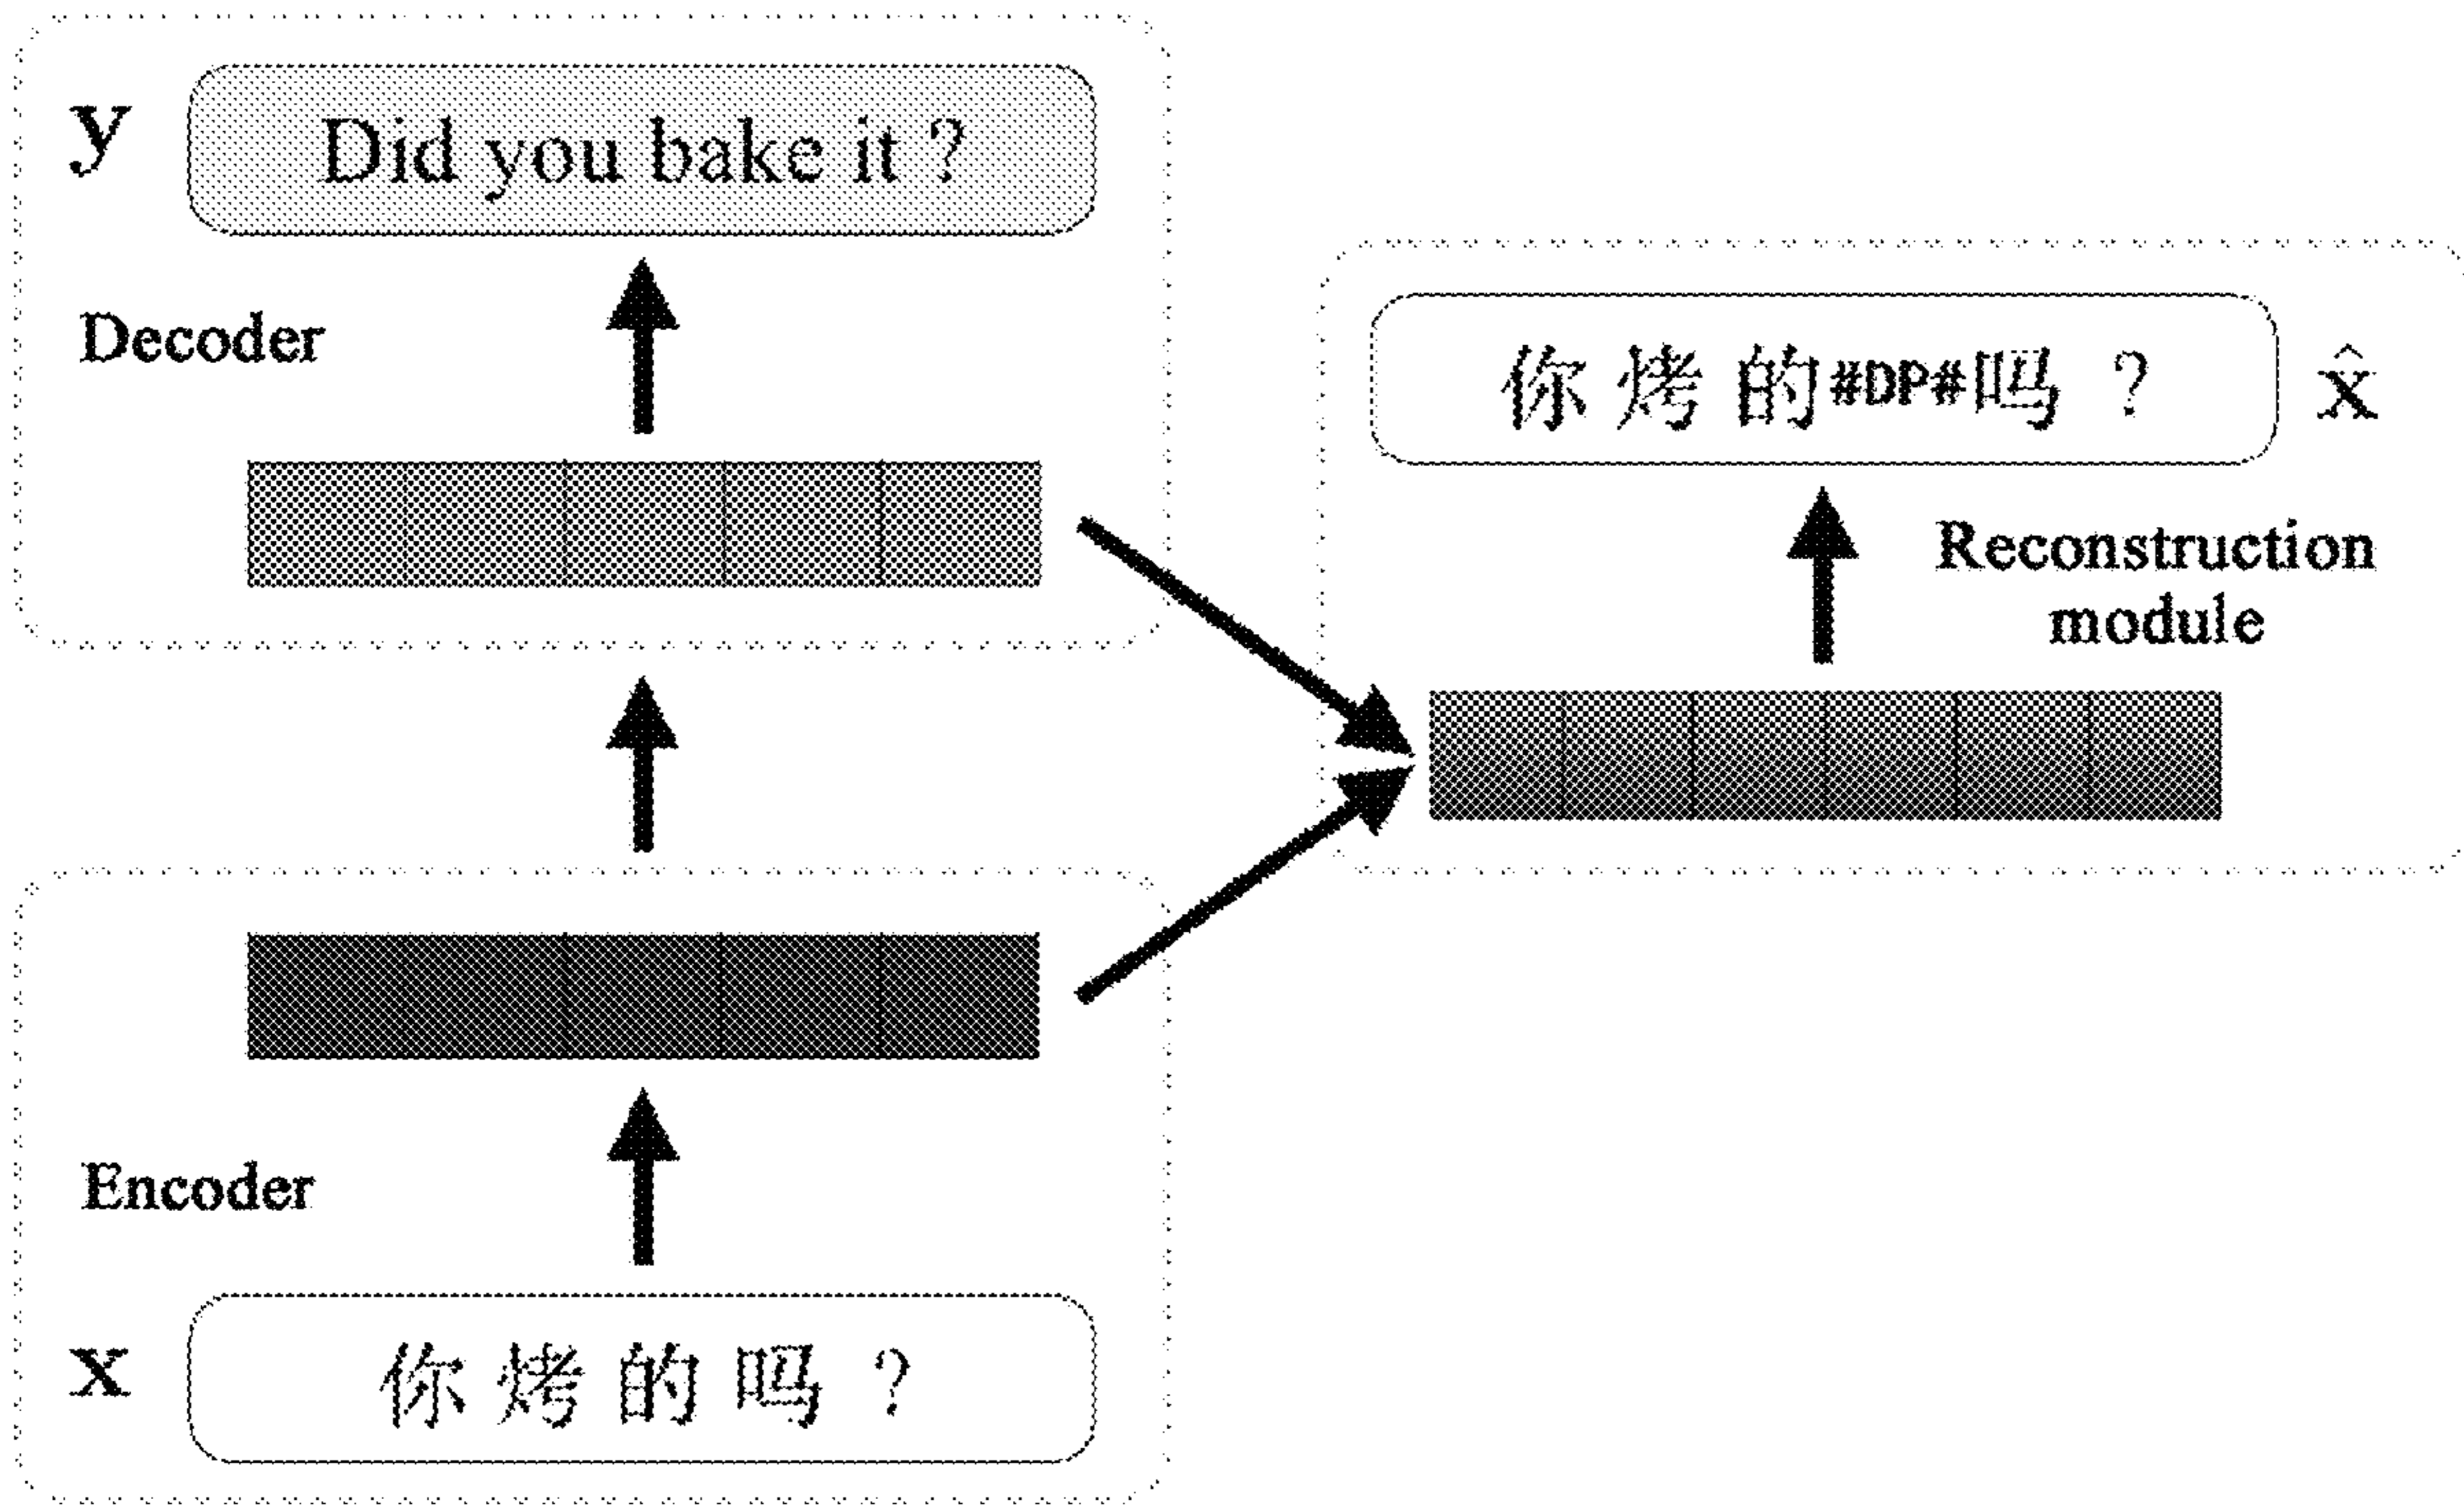 y
Did you bake it ?
Decoder
你 烤 的#DP#吗 ?
x̂
Reconstruction
module
Encoder
x
你 烤 的 吗 ?